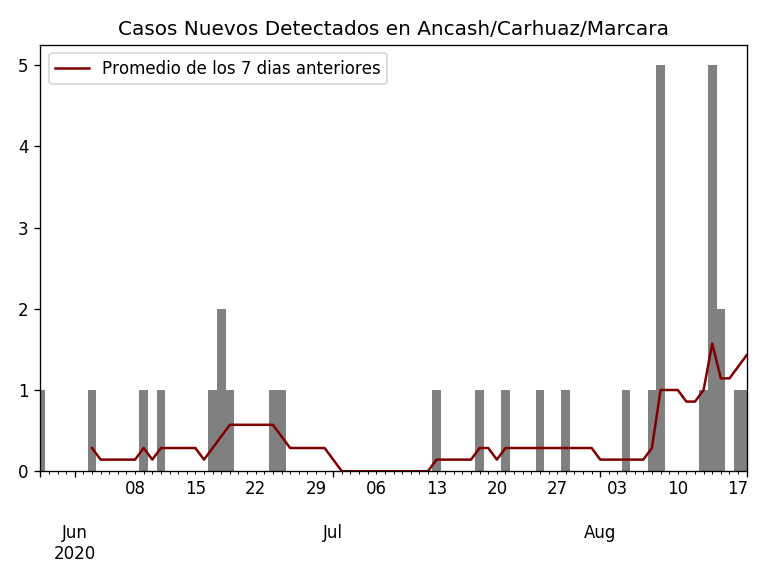 Casos Nuevos Detectados en Ancash/Carhuaz/Marcara
Promedio de los 7 dias anteriores
5
4
3
2
1
0
08 15 22 29 06 13 20 27 03 10 17
Jun Jul Aug
2020